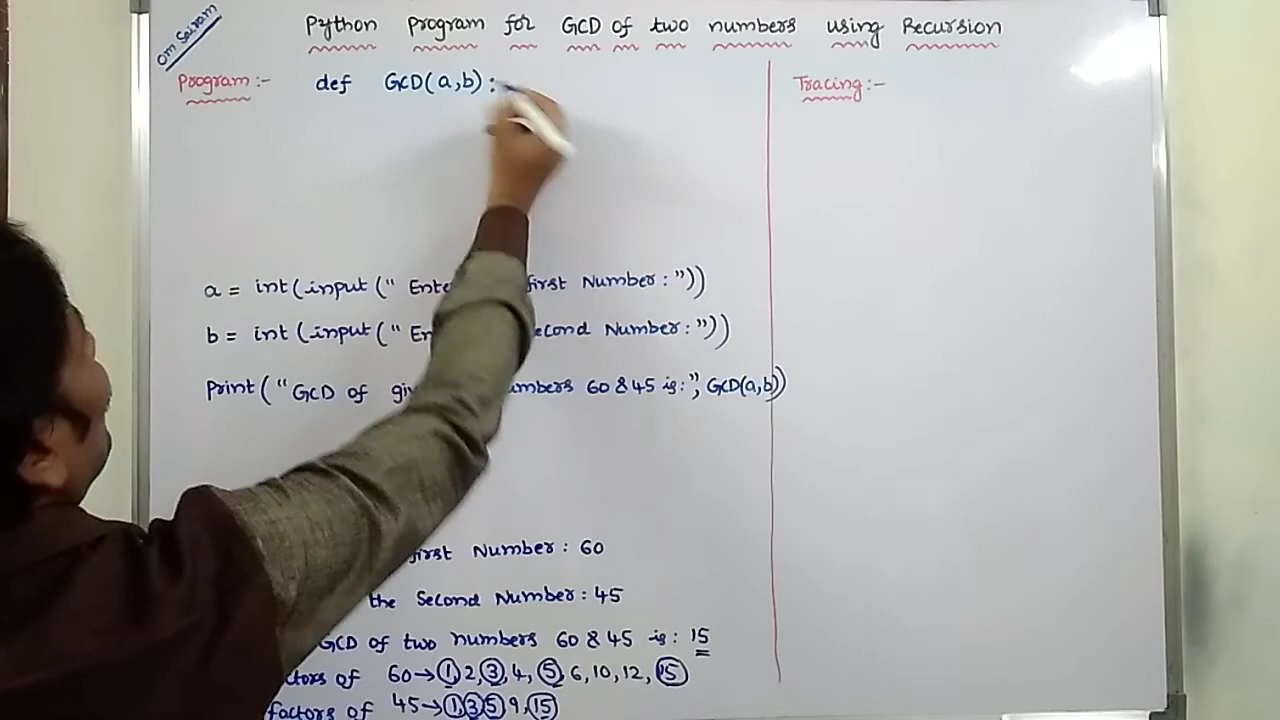 om Sairam
Python Program for GCD of two numbers using Recursion
Program:- def GCD(a,b):
Tracing:-
a = int(input(" Ente first Number:"))
b = int(input(" En econd Number:"))
Print("GCD of giv umbers 60 & 45 is:", GCD(a,b))
first Number: 60
the Second Number: 45
GCD of two numbers 60 & 45 is: 15
ctors of 60→1, 2, 3, 4, 5, 6, 10, 12, 15
factors of 45→1, 3, 5, 9, 15